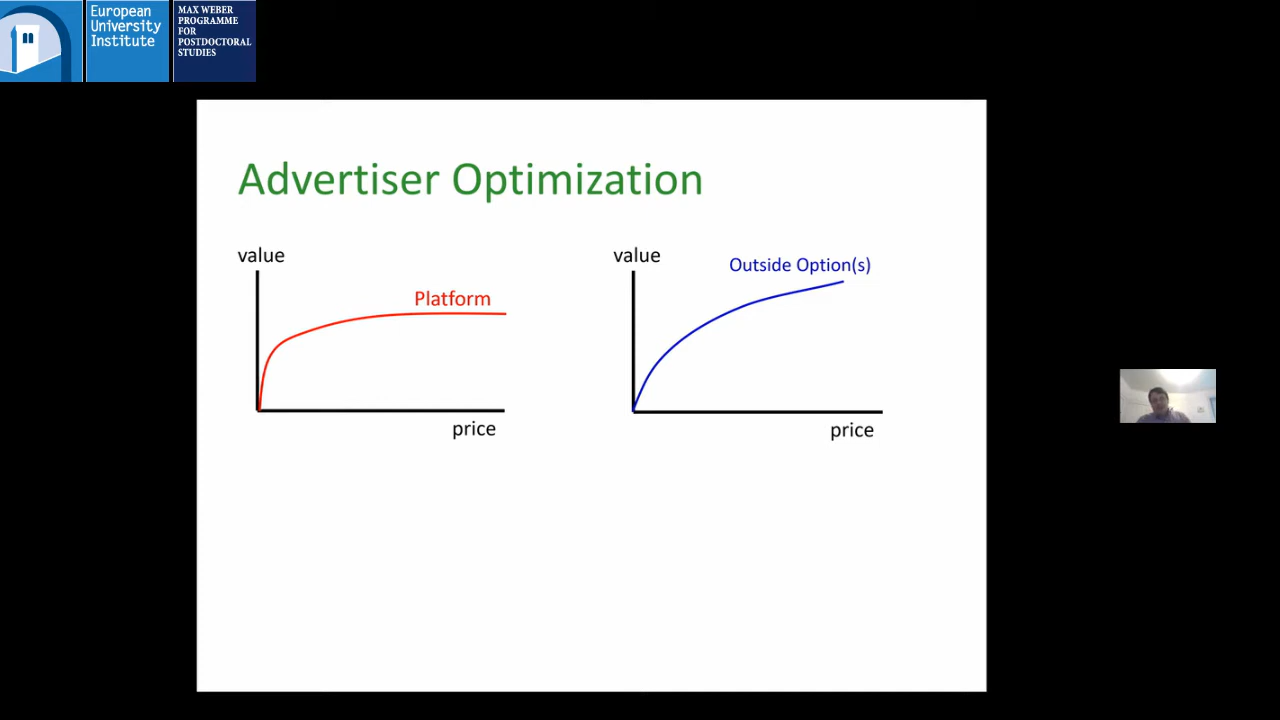 European
University
Institute
MAX WEBER
PROGRAMME
FOR
POSTDOCTORAL
STUDIES
Advertiser Optimization
value
Platform
price
value
Outside Option(s)
price